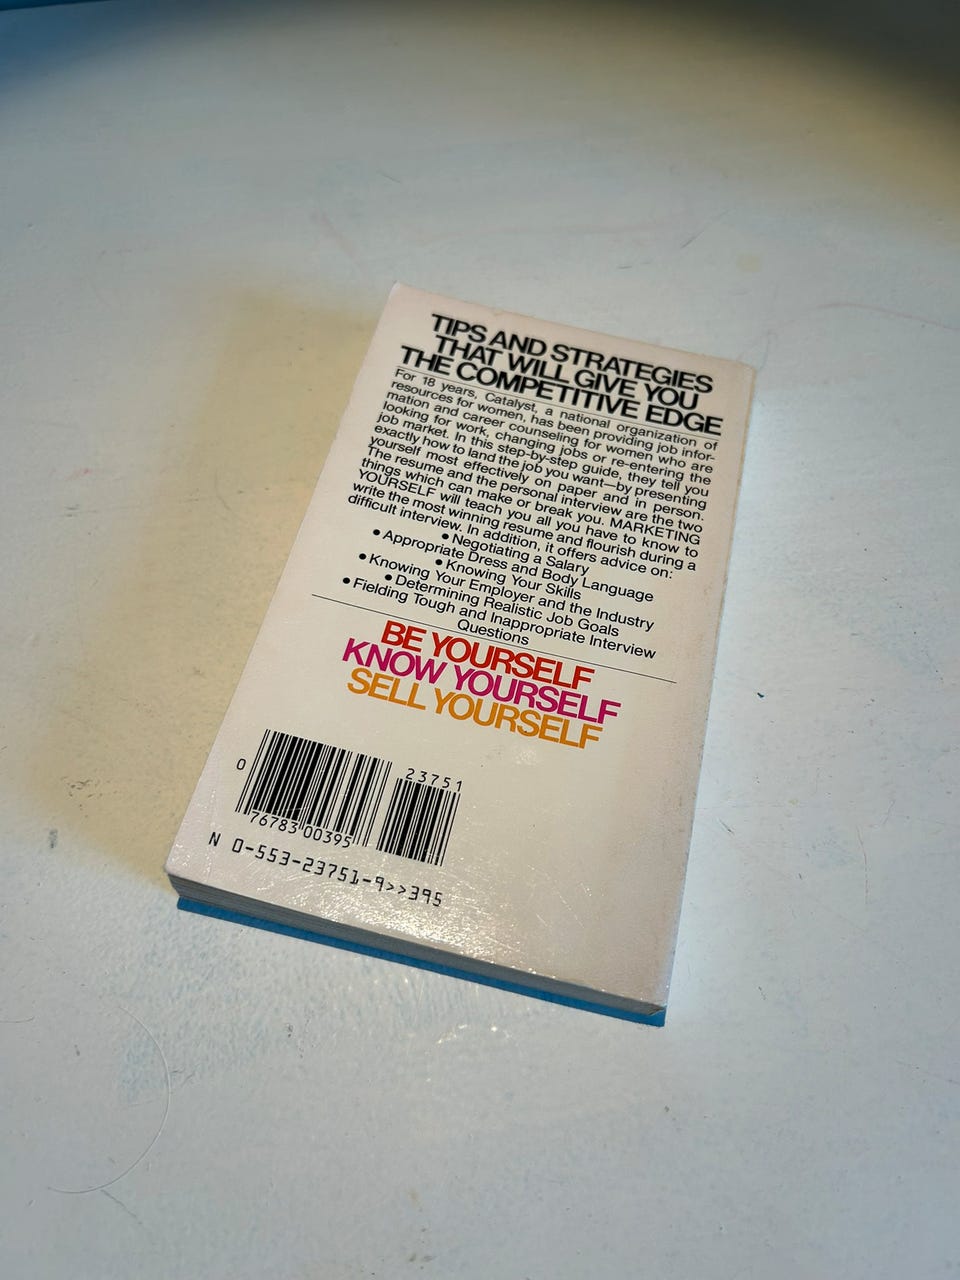 TIPS AND STRATEGIES
THAT WILL GIVE YOU
THE COMPETITIVE EDGE
For 18 years, Catalyst, a national organization of
resources for women, has been providing job infor-
mation and career counseling for women who are
looking for work, changing jobs or re-entering the
job market. In this step-by-step guide, they tell you
exactly how to land the job you want—by presenting
yourself most effectively on paper and in person.
The resume and the personal interview are the two
things which can make or break you. MARKETING
YOURSELF will teach you all you have to know to
write the most winning resume and flourish during a
difficult interview. In addition, it offers advice on:
• Negotiating a Salary
• Appropriate Dress and Body Language
• Knowing Your Skills
• Knowing Your Employer and the Industry
• Determining Realistic Job Goals
• Fielding Tough and Inappropriate Interview
Questions
BE YOURSELF
KNOW YOURSELF
SELL YOURSELF
0
23751
76783 00395
N 0-553-23751-9>>395